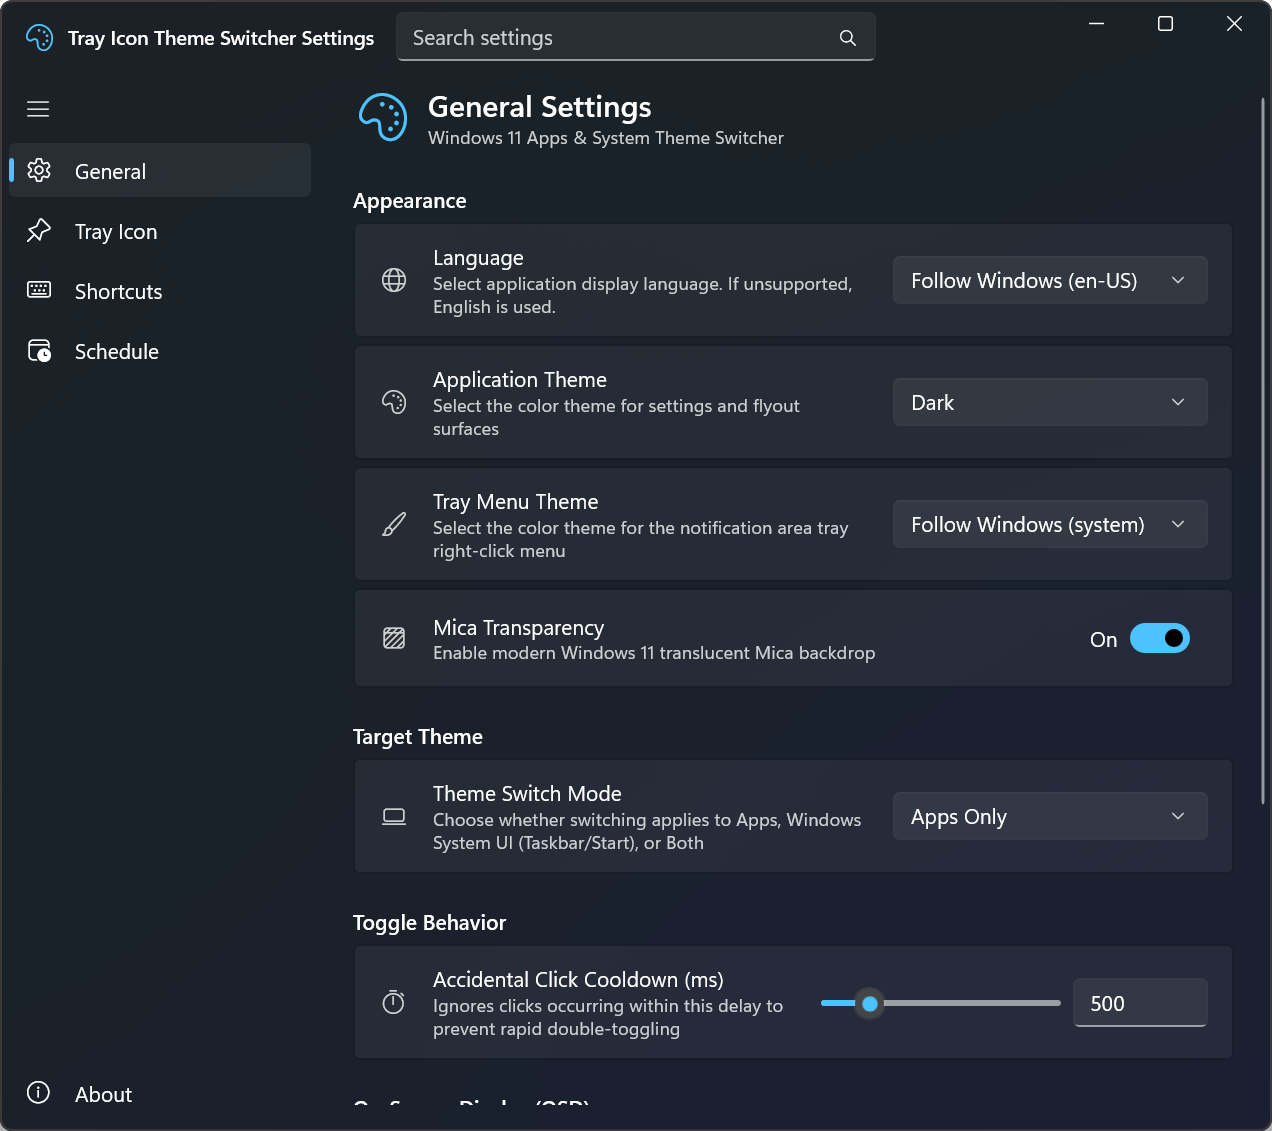 Tray Icon Theme Switcher Settings
Search settings
General
Tray Icon
Shortcuts
Schedule
About
General Settings
Windows 11 Apps & System Theme Switcher
Appearance
Language
Select application display language. If unsupported,
English is used.
Follow Windows (en-US)
Application Theme
Select the color theme for settings and flyout
surfaces
Dark
Tray Menu Theme
Select the color theme for the notification area tray
right-click menu
Follow Windows (system)
Mica Transparency
Enable modern Windows 11 translucent Mica backdrop
On
Target Theme
Theme Switch Mode
Choose whether switching applies to Apps, Windows
System UI (Taskbar/Start), or Both
Apps Only
Toggle Behavior
Accidental Click Cooldown (ms)
Ignores clicks occurring within this delay to
prevent rapid double-toggling
500